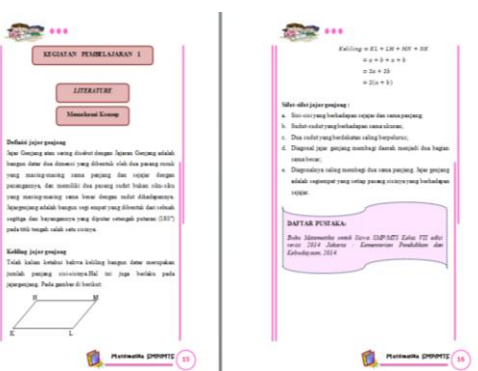 KEGIATAN PEMBELAJARAN 1
LITERATURE
Memahami Konsep
Definisi jajar genjang
Jajar Genjang atau sering disebut dengan Jajaran Genjang adalah
bangun datar dua dimensi yang dibentuk oleh dua pasang rusuk
yang masing-masing sama panjang dan sejajar dengan
pasangannya, dan memiliki dua pasang sudut bukan siku-siku
yang masing-masing sama besar dengan sudut dihadapannya.
Jajargenjang adalah bangun segi empat yang dibentuk dari sebuah
segitiga dan bayangannya yang diputar setengah putaran (180°)
pada titik tengah salah satu sisinya.
Keliling jajar genjang
Telah kalian ketahui bahwa keliling bangun datar merupakan
jumlah panjang sisi-sisinya. Hal ini juga berlaku pada
jajargenjang. Pada gambar di berikut:
N M
K L
Matematika SMP/MTS 15
Keliling = KL + LM + MN + NK
= a + b + a + b
= 2a + 2b
= 2(a + b)
Sifat-sifat jajar genjang :
a. Sisi-sisi yang berhadapan sejajar dan sama panjang.
b. Sudut-sudut yang berhadapan sama ukuran;
c. Dua sudut yang berdekatan saling berpelurus;
d. Diagonal jajar genjang membagi daerah menjadi dua bagian
sama besar;
e. Diagonalnya saling membagi dua sama panjang. Jajar genjang
adalah segiempat yang setiap pasang sisinya yang berhadapan
sejajar.
DAFTAR PUSTAKA:
Buku Matematika untuk Siswa SMP/MTS Kelas VII edisi
revisi 2014 Jakarta : Kementerian Pendidikan dan
Kebudayaan, 2014.
Matematika SMP/MTS 16